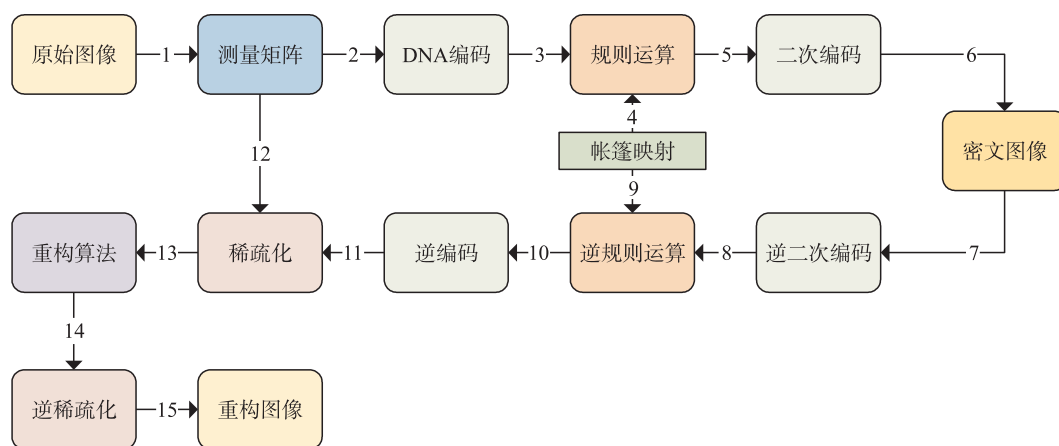 原始图像
1
测量矩阵
2
DNA编码
3
规则运算
5
二次编码
6
4
12
帐篷映射
密文图像
9
重构算法
13
稀疏化
11
逆编码
10
逆规则运算
8
逆二次编码
7
14
逆稀疏化
15
重构图像